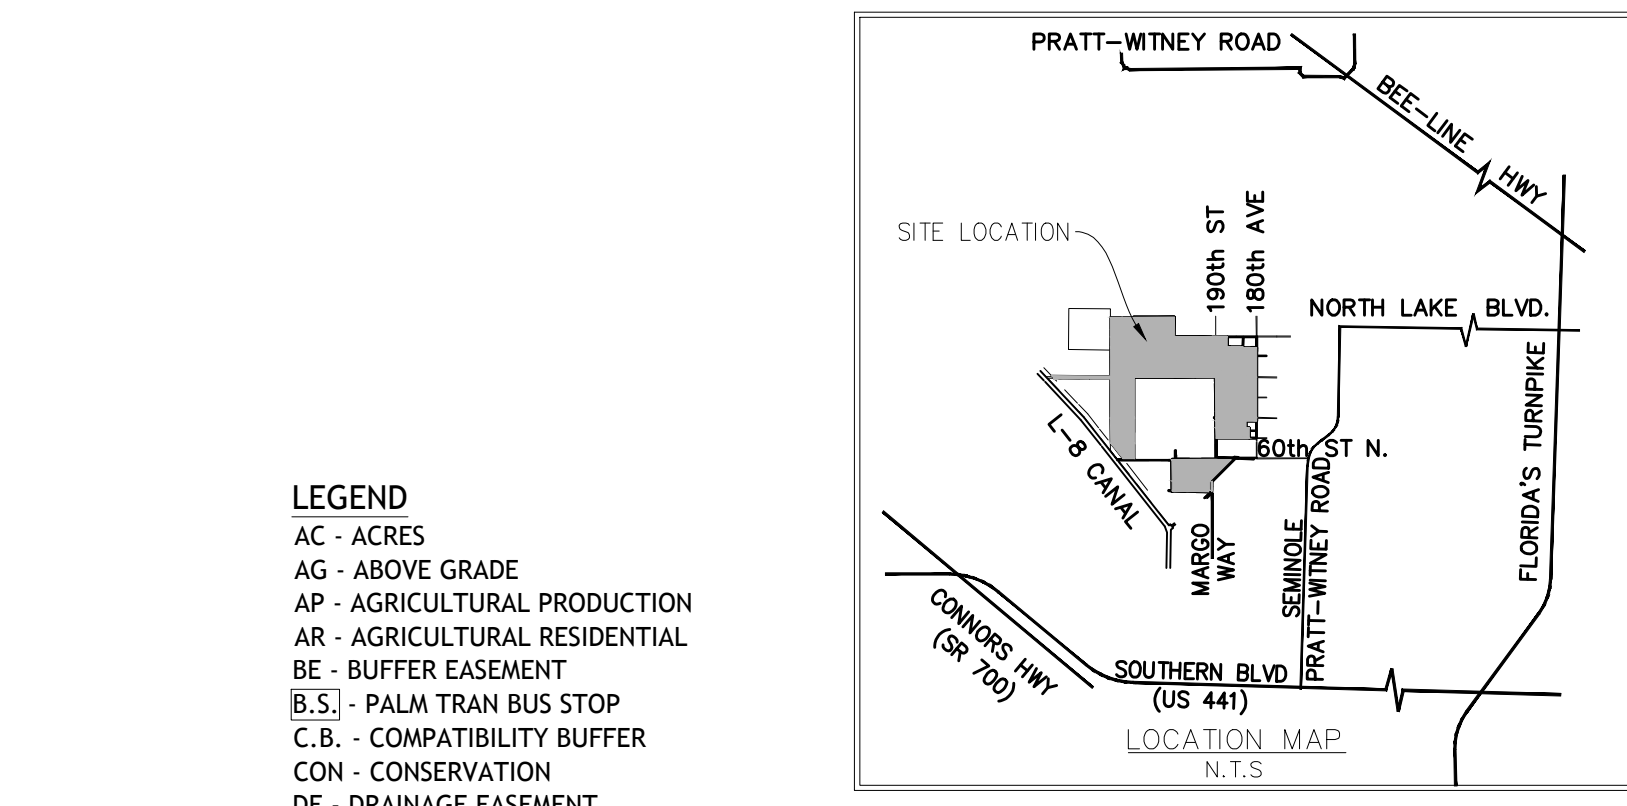 LEGEND
AC - ACRES
AG - ABOVE GRADE
AP - AGRICULTURAL PRODUCTION
AR - AGRICULTURAL RESIDENTIAL
BE - BUFFER EASEMENT
B.S. - PALM TRAN BUS STOP
C.B. - COMPATIBILITY BUFFER
CON - CONSERVATION
DE - DRAINAGE EASEMENT
PRATT-WITNEY ROAD
BEE-LINE HWY
SITE LOCATION
190th ST
180th AVE
NORTH LAKE BLVD.
FLORIDA'S TURNPIKE
L-8 CANAL
60th ST N.
MARGO
WAY
SEMINOLE
PRATT-WITNEY ROAD
CONNORS HWY
(SR 700)
SOUTHERN BLVD
(US 441)
LOCATION MAP
N.T.S